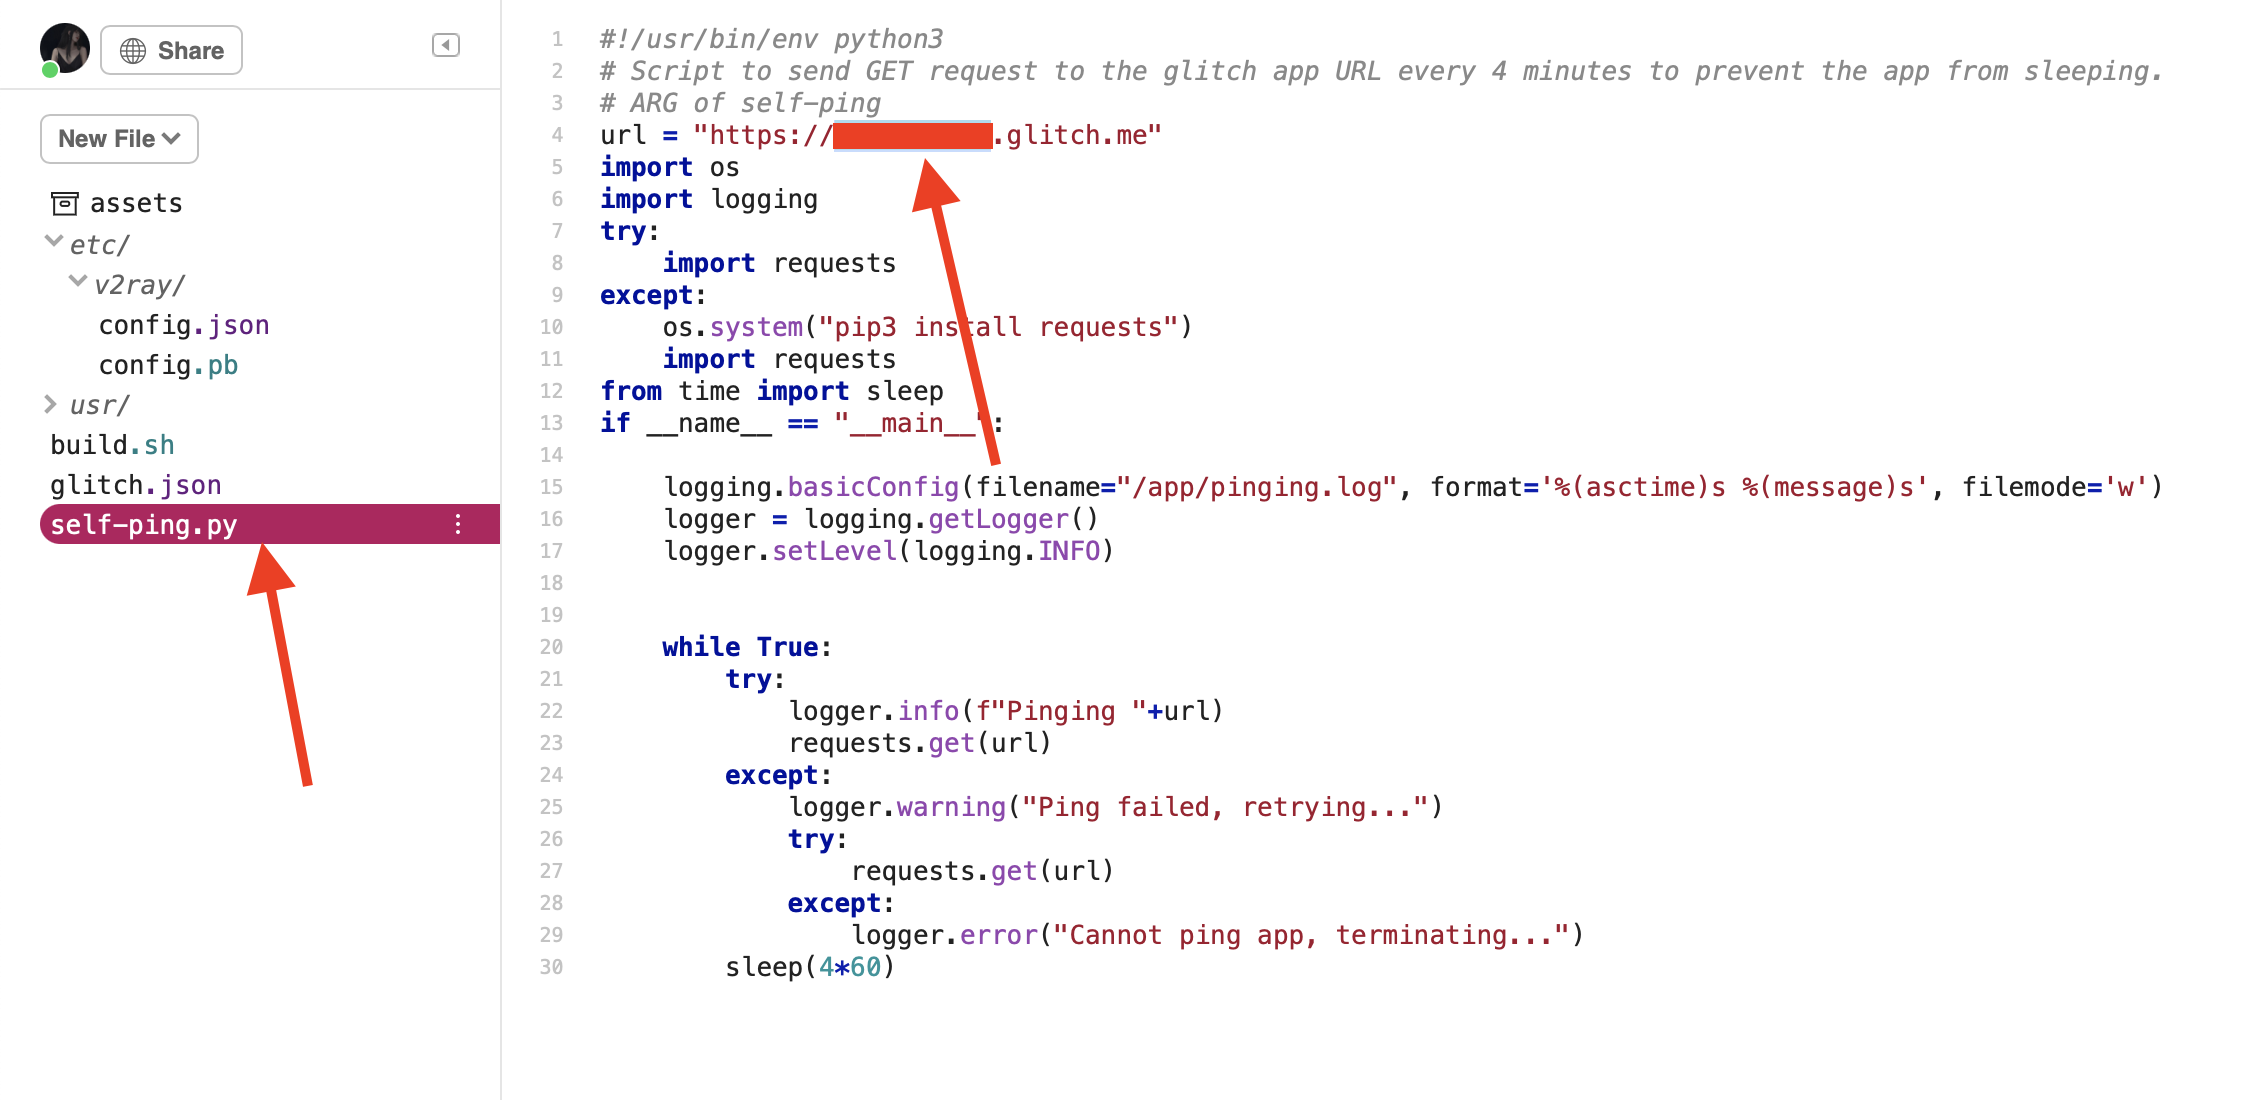 Share
New File
assets
etc/
v2ray/
config.json
config.pb
usr/
build.sh
glitch.json
self-ping.py
1 #!/usr/bin/env python3
2 # Script to send GET request to the glitch app URL every 4 minutes to prevent the app from sleeping.
3 # ARG of self-ping
4 url = "https://.glitch.me"
5 import os
6 import logging
7 try:
8     import requests
9 except:
10     os.system("pip3 install requests")
11     import requests
12 from time import sleep
13 if __name__ == "__main__":
14
15     logging.basicConfig(filename="/app/pinging.log", format='%(asctime)s %(message)s', filemode='w')
16     logger = logging.getLogger()
17     logger.setLevel(logging.INFO)
18
19
20     while True:
21         try:
22             logger.info(f"Pinging "+url)
23             requests.get(url)
24         except:
25             logger.warning("Ping failed, retrying...")
26             try:
27                 requests.get(url)
28             except:
29                 logger.error("Cannot ping app, terminating...")
30         sleep(4*60)